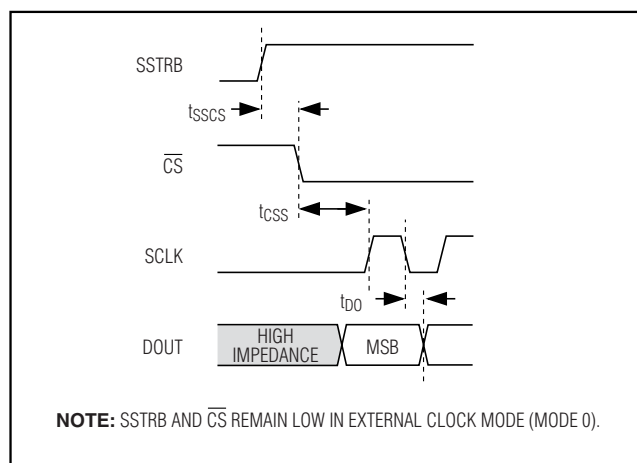 SSTRB
tSSCS
CS
tCSS
SCLK
tDO
DOUT
HIGH
IMPEDANCE
MSB
NOTE: SSTRB AND CS REMAIN LOW IN EXTERNAL CLOCK MODE (MODE 0).